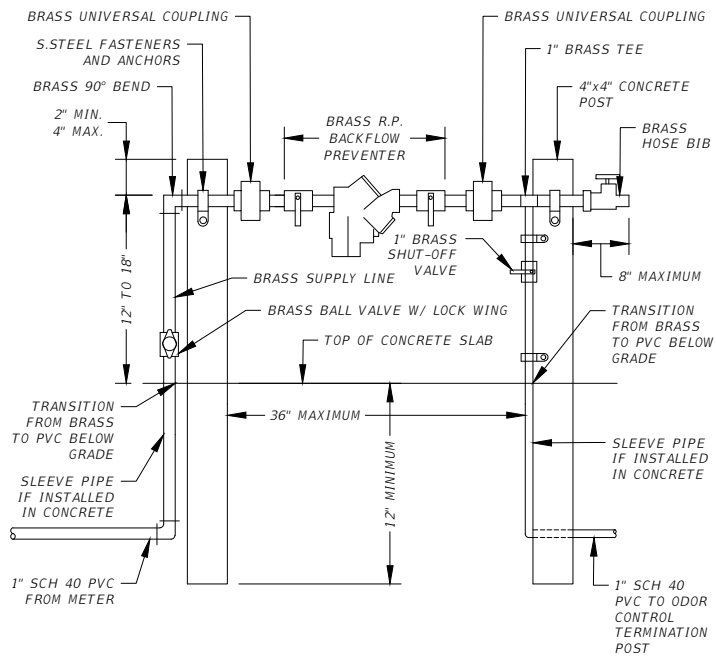 BRASS UNIVERSAL COUPLING
BRASS UNIVERSAL COUPLING
S.STEEL FASTENERS
AND ANCHORS
1" BRASS TEE
BRASS 90° BEND
4"x4" CONCRETE
POST
2" MIN.
4" MAX.
BRASS R.P.
BACKFLOW
PREVENTER
BRASS
HOSE BIB
1" BRASS
SHUT-OFF
VALVE
12" TO 18"
BRASS SUPPLY LINE
8" MAXIMUM
BRASS BALL VALVE W/ LOCK WING
TRANSITION
FROM BRASS
TO PVC BELOW
GRADE
TOP OF CONCRETE SLAB
TRANSITION
FROM BRASS
TO PVC BELOW
GRADE
36" MAXIMUM
12" MINIMUM
SLEEVE PIPE
IF INSTALLED
IN CONCRETE
SLEEVE PIPE
IF INSTALLED
IN CONCRETE
1" SCH 40 PVC
FROM METER
1" SCH 40
PVC TO ODOR
CONTROL
TERMINATION
POST